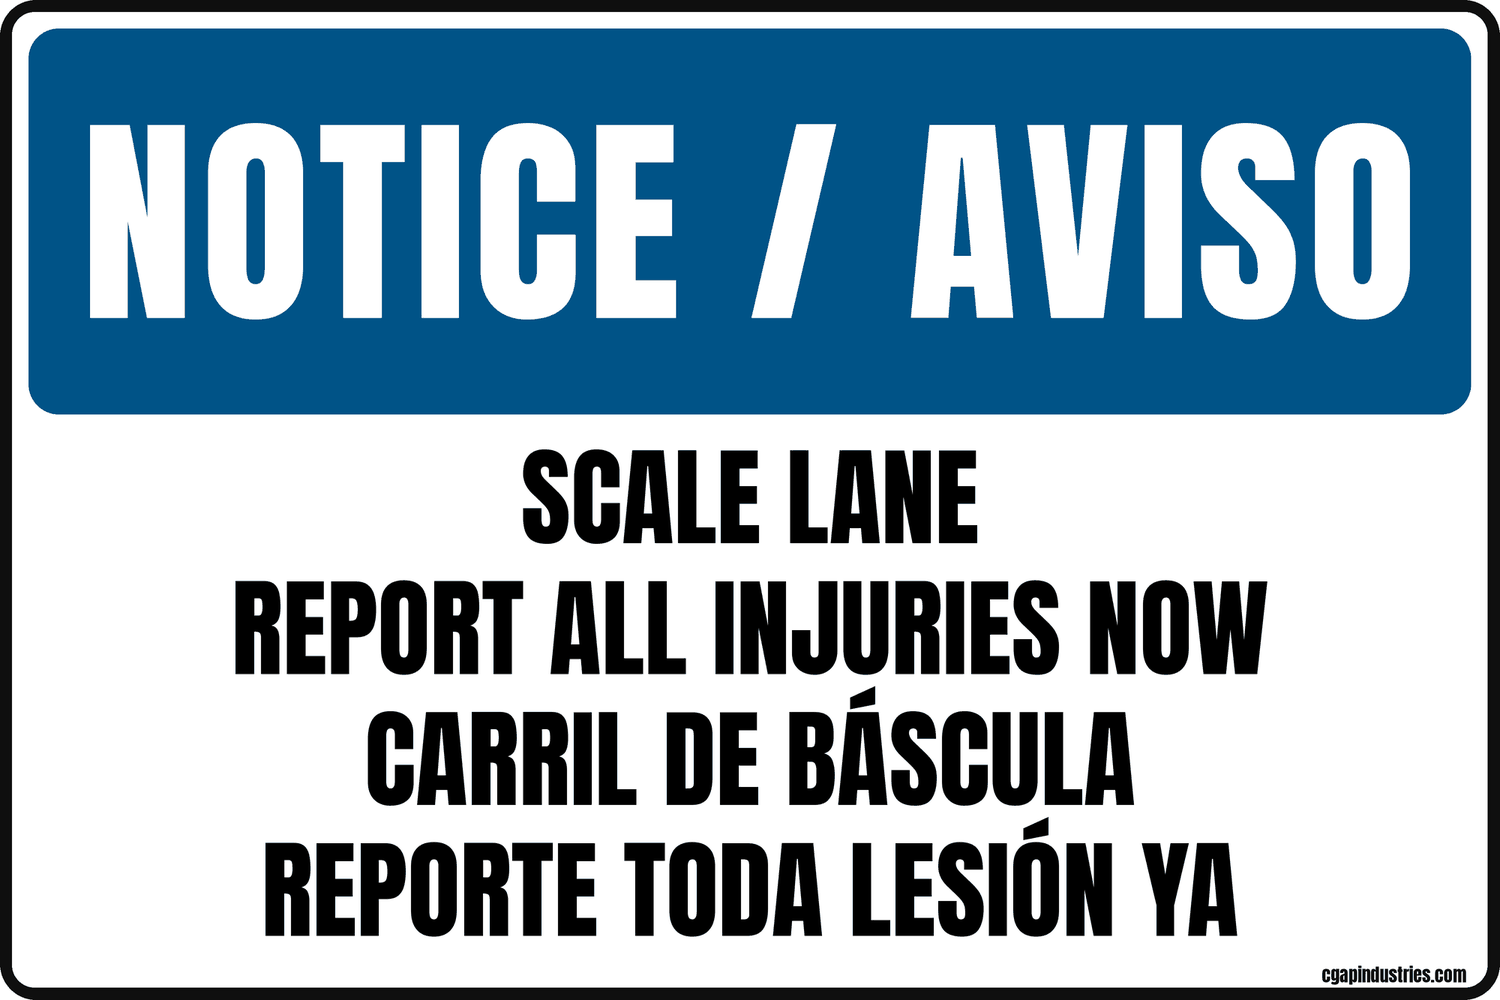 NOTICE / AVISO
SCALE LANE
REPORT ALL INJURIES NOW
CARRIL DE BÁSCULA
REPORTE TODA LESIÓN YA
cgapindustries.com